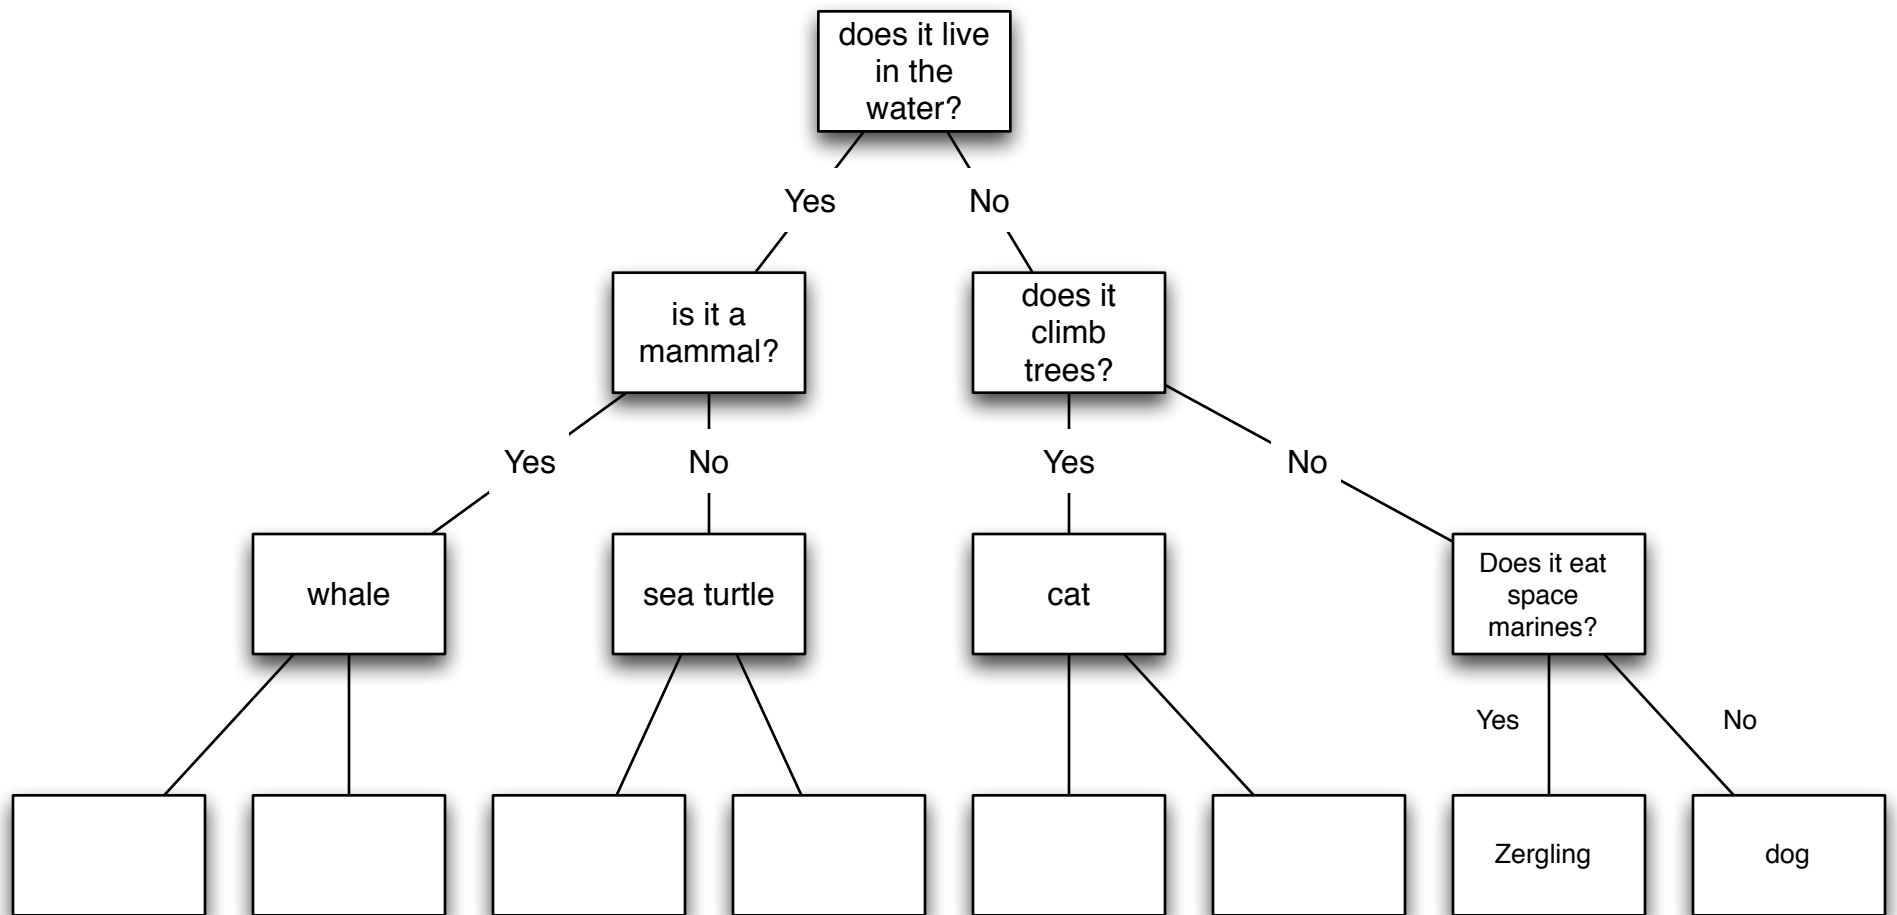 does it live
in the
water?
Yes
No
is it a
mammal?
does it
climb
trees?
Yes
No
Yes
No
whale
sea turtle
cat
Does it eat
space
marines?
Yes
No
Zergling
dog